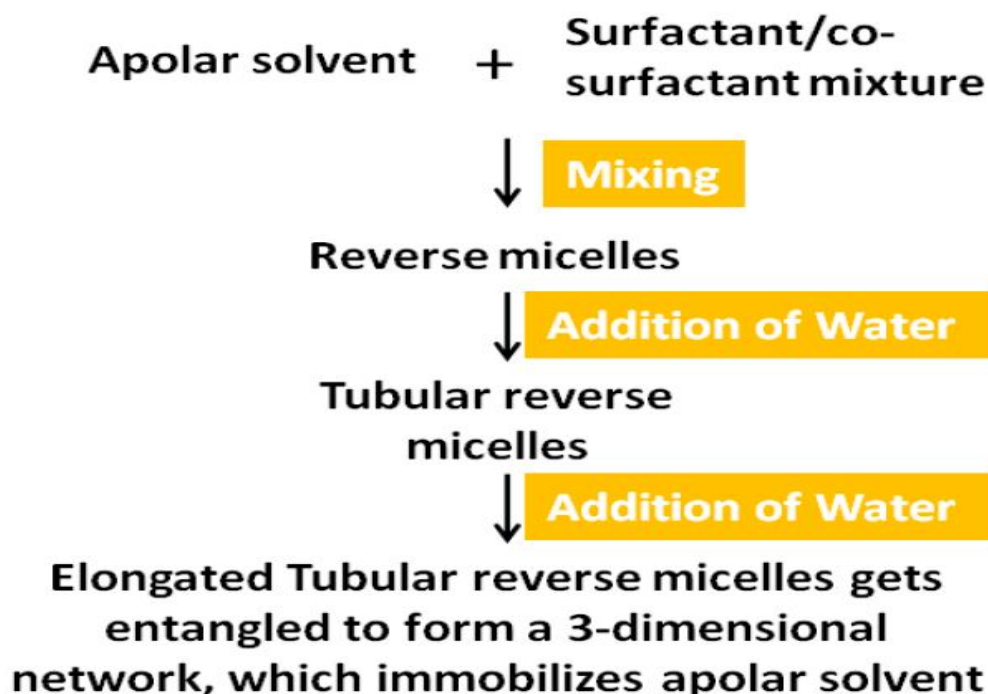 Apolar solvent + Surfactant/co-
surfactant mixture
Mixing
Reverse micelles
Addition of Water
Tubular reverse
micelles
Addition of Water
Elongated Tubular reverse micelles gets
entangled to form a 3-dimensional
network, which immobilizes apolar solvent